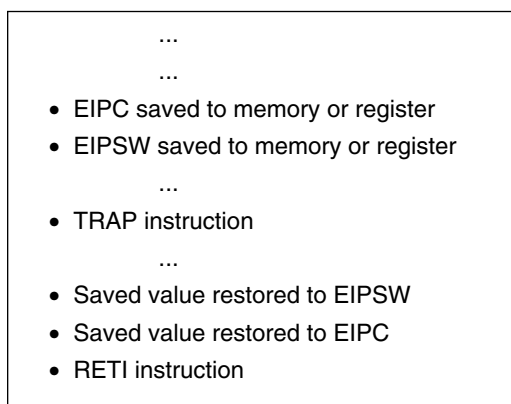 ...
...
• EIPC saved to memory or register
• EIPSW saved to memory or register
...
• TRAP instruction
...
• Saved value restored to EIPSW
• Saved value restored to EIPC
• RETI instruction